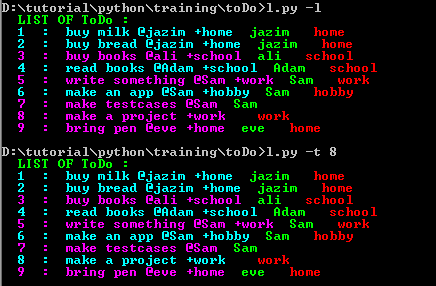 D:\tutorial\python\training\toDo>l.py -l
LIST OF ToDo :
1 : buy milk @jazim +home jazim home
2 : buy bread @jazim +home jazim home
3 : buy books @ali +school ali school
4 : read books @Adam +school Adam school
5 : write something @Sam +work Sam work
6 : make an app @Sam +hobby Sam hobby
7 : make testcases @Sam Sam
8 : make a project +work work
9 : bring pen @eve +home eve home
D:\tutorial\python\training\toDo>l.py -t 8
LIST OF ToDo :
1 : buy milk @jazim +home jazim home
2 : buy bread @jazim +home jazim home
3 : buy books @ali +school ali school
4 : read books @Adam +school Adam school
5 : write something @Sam +work Sam work
6 : make an app @Sam +hobby Sam hobby
7 : make testcases @Sam Sam
8 : make a project +work work
9 : bring pen @eve +home eve home